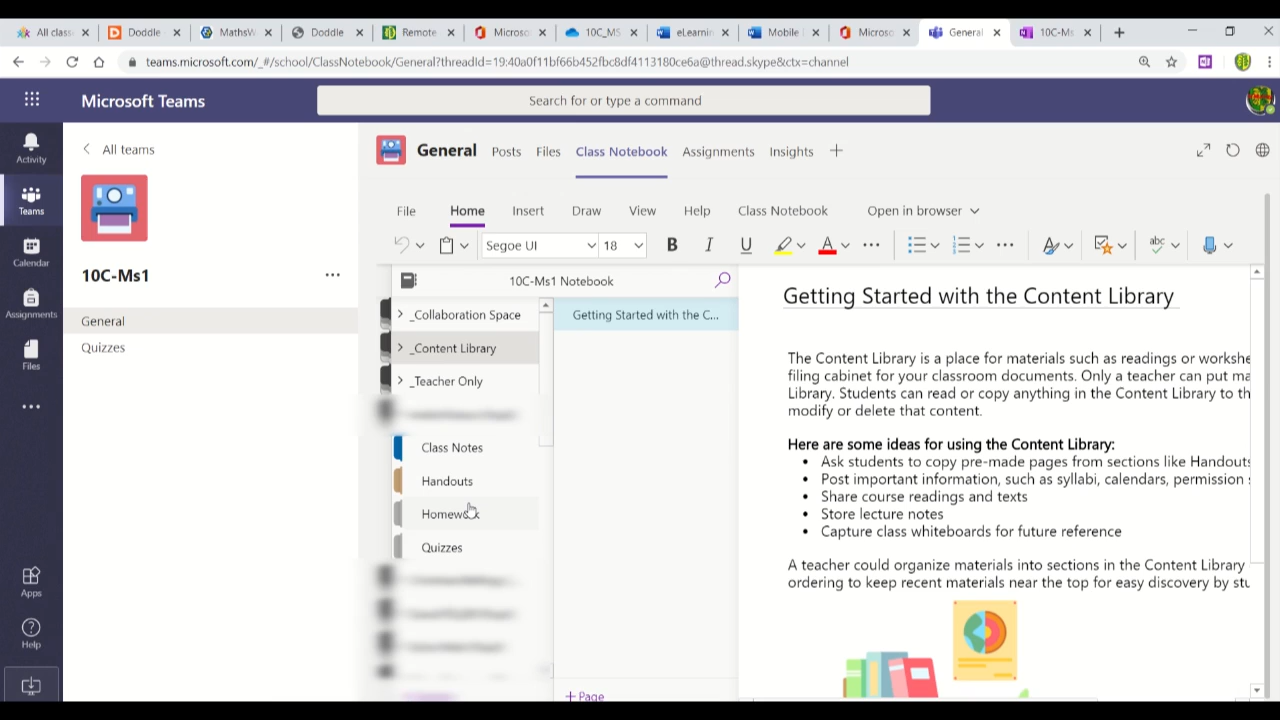 All class
Doddle
MathsW
Doddle
Remote
Microso
10C_MS
eLearnin
Mobile
Microso
General
10C-Ms
teams.microsoft.com/_#/school/ClassNotebook/General?threadId=19:40a0f11bf66b452fbc8df4113180ce6a@thread.skype&ctx=channel
Microsoft Teams
Search for or type a command
Activity
Teams
Calendar
Assignments
Files
Apps
Help
All teams
10C-Ms1
General
Quizzes
General Posts Files Class Notebook Assignments Insights
File Home Insert Draw View Help Class Notebook Open in browser
Segoe UI 18 B I U A abc
10C-Ms1 Notebook
_Collaboration Space
_Content Library
_Teacher Only
Class Notes
Handouts
Homework
Quizzes
Getting Started with the C...
+ Page
Getting Started with the Content Library
The Content Library is a place for materials such as readings or workshe
filing cabinet for your classroom documents. Only a teacher can put ma
Library. Students can read or copy anything in the Content Library to th
modify or delete that content.
Here are some ideas for using the Content Library:
• Ask students to copy pre-made pages from sections like Handouts
• Post important information, such as syllabi, calendars, permission s
• Share course readings and texts
• Store lecture notes
• Capture class whiteboards for future reference
A teacher could organize materials into sections in the Content Library
ordering to keep recent materials near the top for easy discovery by stu